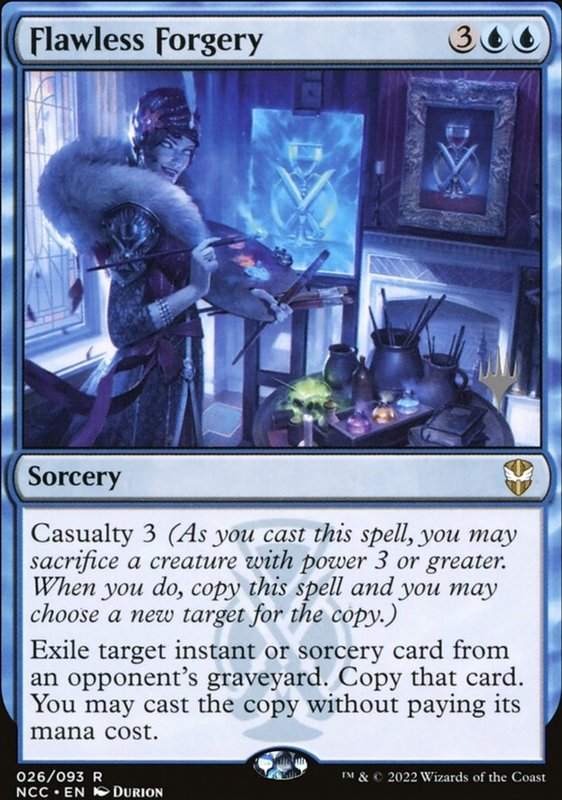 Flawless Forgery 3
Sorcery
Casualty 3 (As you cast this spell, you may
sacrifice a creature with power 3 or greater.
When you do, copy this spell and you may
choose a new target for the copy.)
Exile target instant or sorcery card from
an opponent's graveyard. Copy that card.
You may cast the copy without paying its
mana cost.
026/093 R
NCC • EN DURION
™ & © 2022 Wizards of the Coast